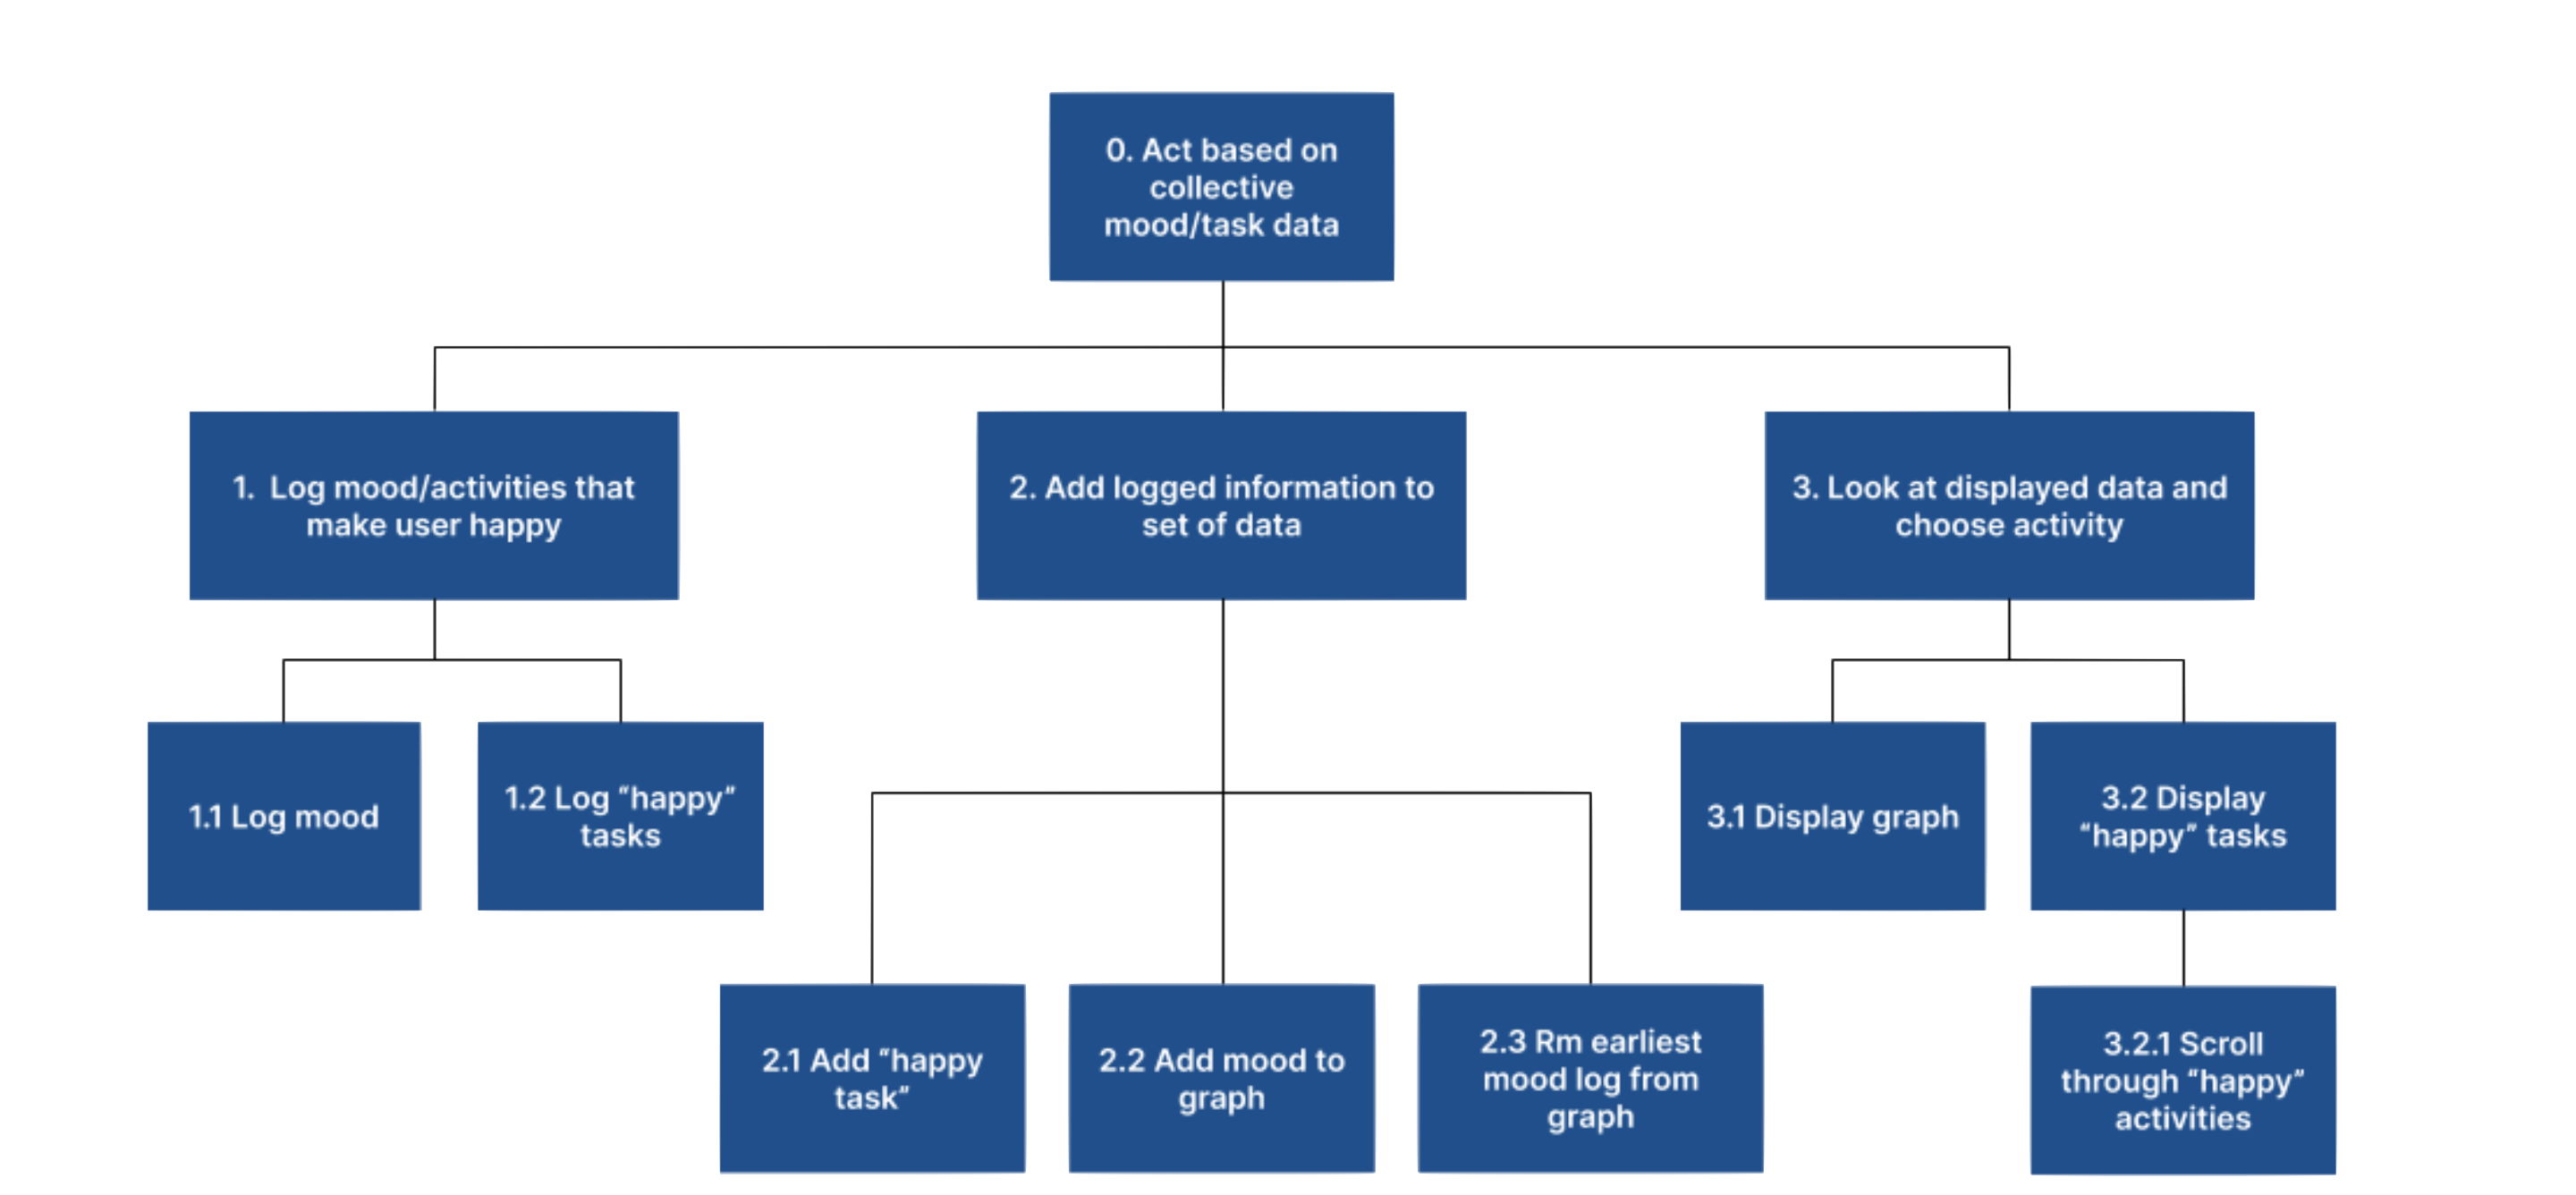 0. Act based on
collective
mood/task data
1. Log mood/activities that
make user happy
2. Add logged information to
set of data
3. Look at displayed data and
choose activity
1.1 Log mood
1.2 Log “happy”
tasks
3.1 Display graph
3.2 Display
“happy” tasks
2.1 Add “happy
task”
2.2 Add mood to
graph
2.3 Rm earliest
mood log from
graph
3.2.1 Scroll
through “happy”
activities